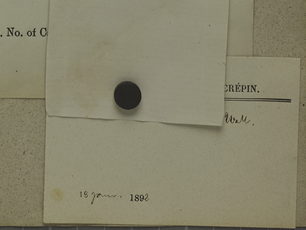 . No. of C
CRÉPIN.
18 janv. 1892